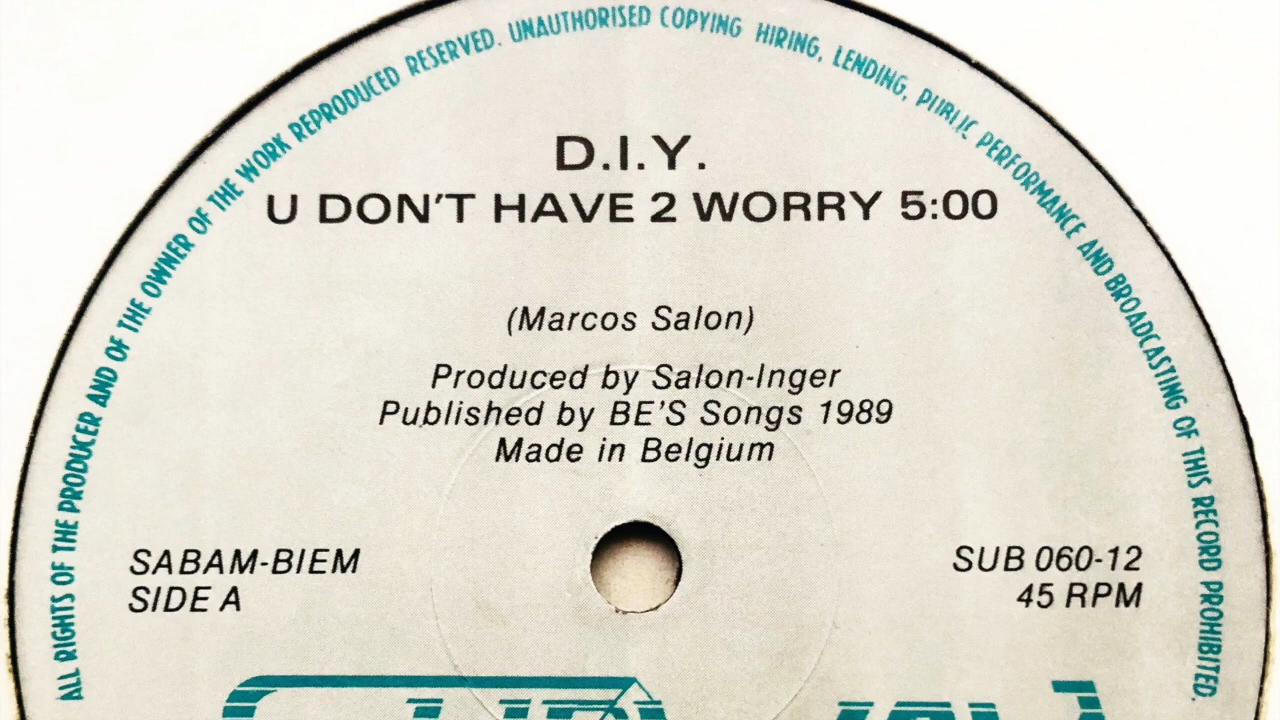 ALL RIGHTS OF THE PRODUCER AND OF THE OWNER OF THE WORK REPRODUCED RESERVED. UNAUTHORISED COPYING HIRING, LENDING, PUBLIC PERFORMANCE AND BROADCASTING OF THIS RECORD PROHIBITED.
D.I.Y.
U DON'T HAVE 2 WORRY 5:00
(Marcos Salon)
Produced by Salon-Inger
Published by BE'S Songs 1989
Made in Belgium
SABAM-BIEM
SUB 060-12
SIDE A
45 RPM